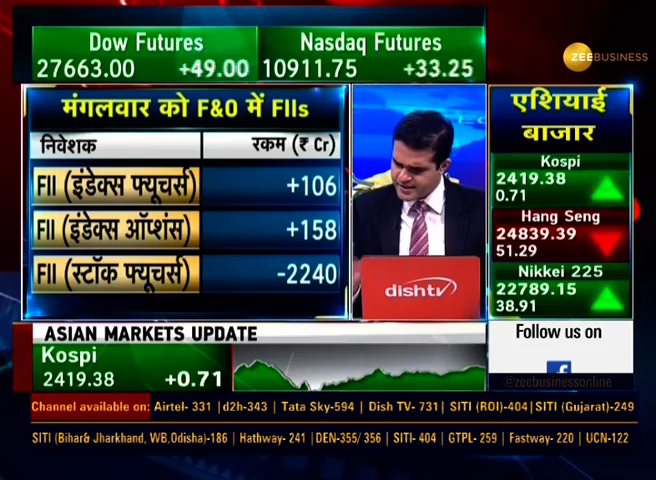 Dow Futures
27663.00 +49.00
Nasdaq Futures
10911.75 +33.25
ZEE BUSINESS
मंगलवार को F&O में FIIs
निवेशक रकम (₹ Cr)
FII (इंडेक्स फ्यूचर्स) +106
FII (इंडेक्स ऑप्शंस) +158
FII (स्टॉक फ्यूचर्स) -2240
dishtv
एशियाई
बाजार
Kospi
2419.38
0.71
Hang Seng
24839.39
51.29
Nikkei 225
22789.15
38.91
ASIAN MARKETS UPDATE
Kospi
2419.38 +0.71
Follow us on
@zeebusinessonline
Channel available on: Airtel- 331 | d2h-343 | Tata Sky-594 | Dish TV- 731| SITI (ROI)-404| SITI (Gujarat)-249
SITI (Bihar& Jharkhand, WB,Odisha)-186 | Hathway- 241 |DEN-355/ 356 | SITI- 404 | GTPL- 259 | Fastway- 220 | UCN-122